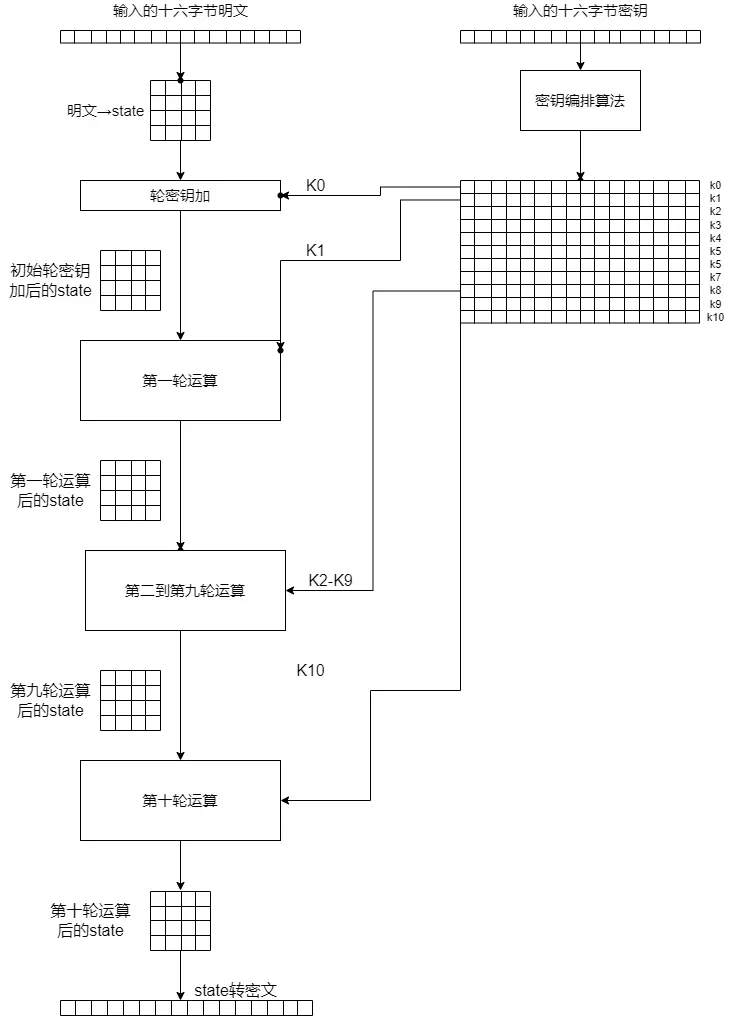 输入的十六字节明文
输入的十六字节密钥
明文→state
密钥编排算法
轮密钥加
K0
k0
k1
k2
k3
k4
k5
k5
k7
k8
k9
k10
K1
初始轮密钥
加后的state
第一轮运算
第一轮运算
后的state
第二到第九轮运算
K2-K9
K10
第九轮运算
后的state
第十轮运算
第十轮运算
后的state
state转密文